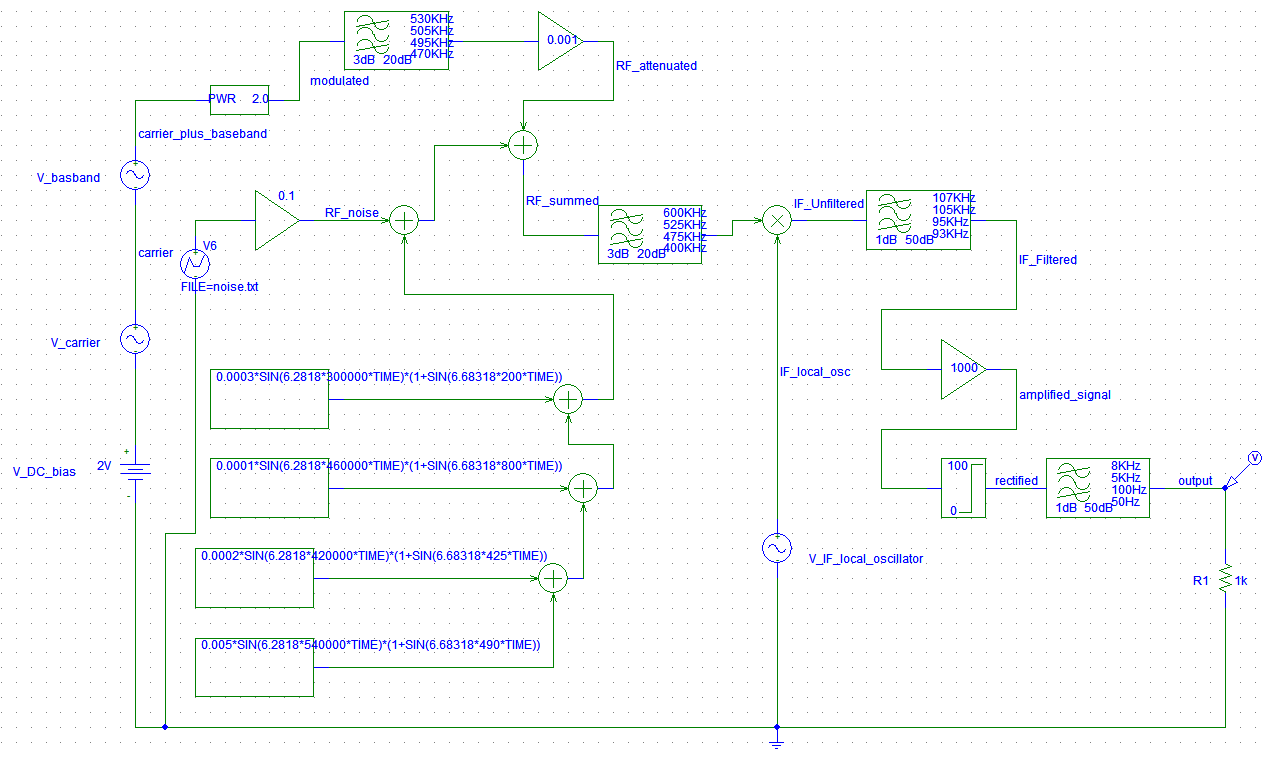 530KHz
505KHz
495KHz
470KHz
3dB 20dB
0.001
RF_attenuated
modulated
PWR 2.0
carrier_plus_baseband
V_basband
0.1
RF_noise
RF_summed
600KHz
525KHz
475KHz
400KHz
3dB 20dB
IF_Unfiltered
107KHz
105KHz
95KHz
93KHz
1dB 50dB
IF_Filtered
carrier
V6
FILE=noise.txt
V_carrier
0.0003*SIN(6.2818*300000*TIME)*(1+SIN(6.68318*200*TIME))
IF_local_osc
1000
amplified_signal
+
2V
V_DC_bias
-
0.0001*SIN(6.2818*460000*TIME)*(1+SIN(6.68318*800*TIME))
100
0
rectified
8KHz
5KHz
100Hz
50Hz
1dB 50dB
output
V
0.0002*SIN(6.2818*420000*TIME)*(1+SIN(6.68318*425*TIME))
V_IF_local_oscillator
R1 1k
0.005*SIN(6.2818*540000*TIME)*(1+SIN(6.68318*490*TIME))